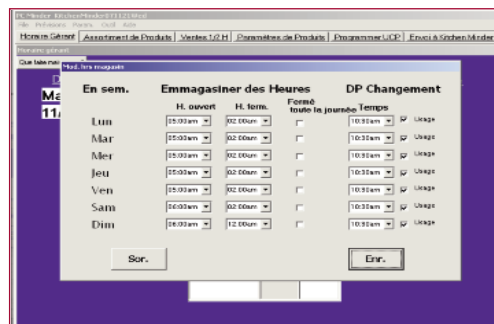 PC Minder KitchenMinder011121Wed
File Prévisions Param. Outil Aide
Horaire Gérant Assortiment de Produits Ventes 1/2 H Paramètres de Produits Programmer UCP Envoi à Kitchen Minder
Horaire gérant
Mod. hrs magasin
En sem. Emmagasiner des Heures DP Changement
H. ouvert H. ferm. Fermé toute la journée Temps
Lun 05:00am 02:00am 10:30am Usage
Mar 05:00am 02:00am 10:30am Usage
Mer 05:00am 02:00am 10:30am Usage
Jeu 05:00am 02:00am 10:30am Usage
Ven 05:00am 02:00am 10:30am Usage
Sam 06:00am 02:00am 10:30am Usage
Dim 06:00am 12:00am 10:30am Usage
Sor. Enr.